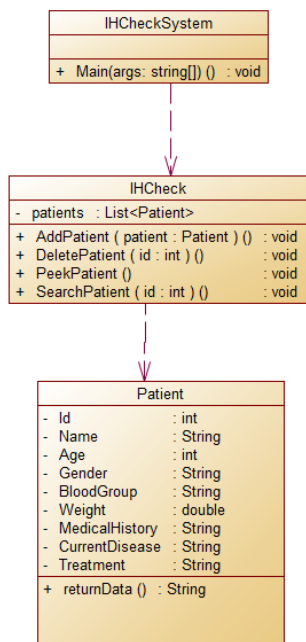 IHCheckSystem
+ Main(args: string[]) () : void
IHCheck
- patients : List<Patient>
+ AddPatient ( patient : Patient ) () : void
+ DeletePatient ( id : int ) () : void
+ PeekPatient () : void
+ SearchPatient ( id : int ) () : void
Patient
- Id : int
- Name : String
- Age : int
- Gender : String
- BloodGroup : String
- Weight : double
- MedicalHistory : String
- CurrentDisease : String
- Treatment : String
+ returnData () : String